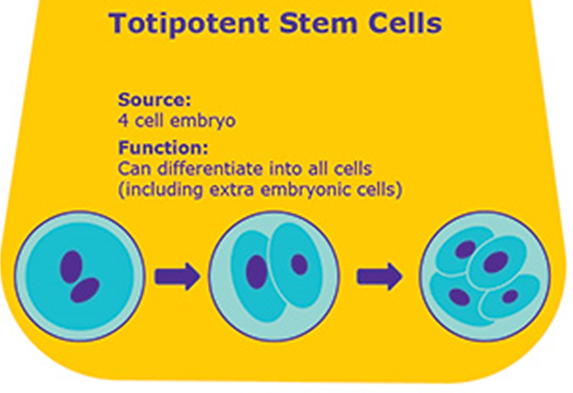 Totipotent Stem Cells
Source:
4 cell embryo
Function:
Can differentiate into all cells
(including extra embryonic cells)